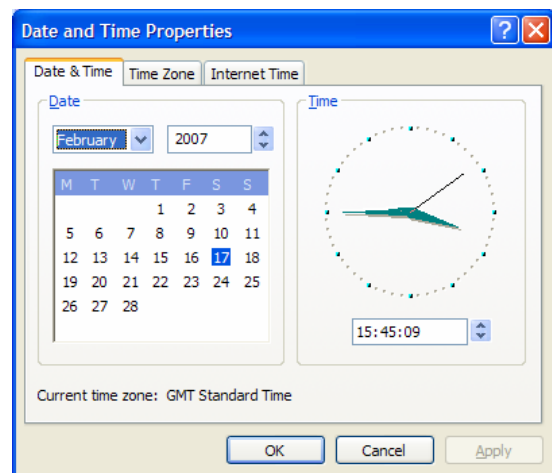 Date and Time Properties
Date & Time Time Zone Internet Time
Date
February 2007
M T W T F S S
1 2 3 4
5 6 7 8 9 10 11
12 13 14 15 16 17 18
19 20 21 22 23 24 25
26 27 28
Time
15:45:09
Current time zone: GMT Standard Time
OK Cancel Apply